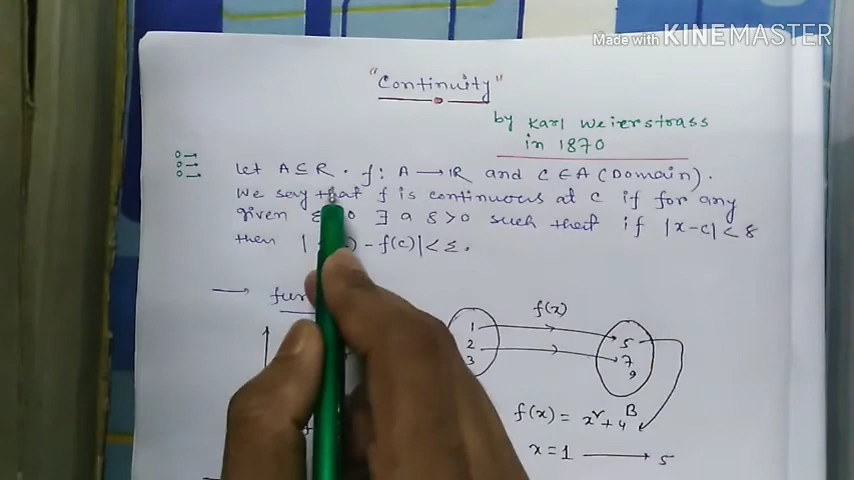 Made with KINEMASTER
"Continuity"
by Karl Weierstrass
in 1870
Let A ⊆ R . f : A → R and C ∈ A (Domain).
We say that f is continuous at c if for any
given 0 ∃ a δ > 0 such that if |x-c| < δ
then | ) - f(c)| < ε.
f(x)
1
2
3
5
7
9
B
f(x) = x² + 4
x = 1 → 5